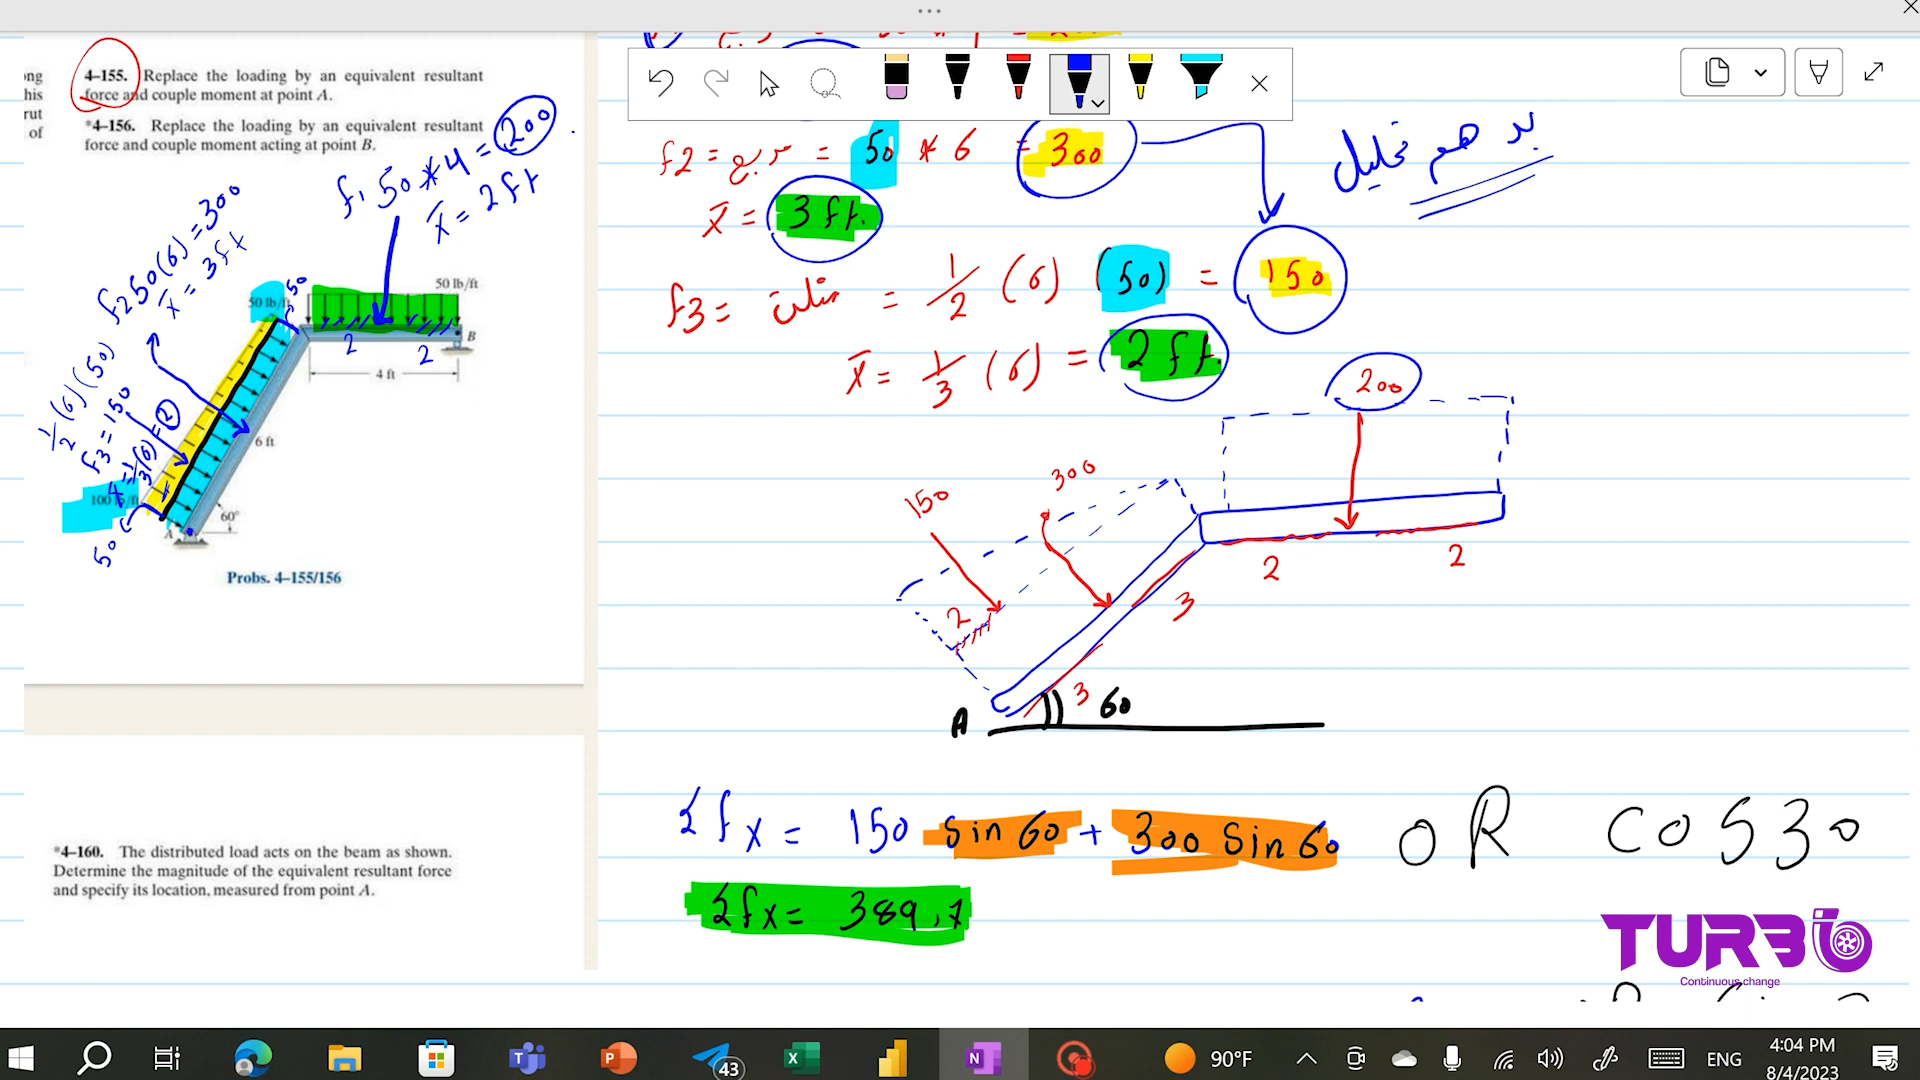 ong
his
rut
of
4–155. Replace the loading by an equivalent resultant
force and couple moment at point A.
*4–156. Replace the loading by an equivalent resultant
force and couple moment acting at point B.
f1 50 * 4 = 200
x̄ = 2 ft
f2 50(6) = 300
x̄ = 3 ft
50 lb/ft
50
50 lb/ft
B
2
2
4 ft
1/2 (6) (50)
f3 = 150
1/3 (6) = 2
6 ft
100 lb/ft
60°
A
50
Probs. 4–155/156
*4–160. The distributed load acts on the beam as shown.
Determine the magnitude of the equivalent resultant force
and specify its location, measured from point A.
f2 = مربع = 50 * 6 = 300
x̄ = 3 ft.
f3 = مثلث = 1/2 (6) (50) = 150
x̄ = 1/3 (6) = 2 ft.
200
300
150
2
2
2
3
3
60
A
Σfx = 150 sin 60 + 300 sin 60 OR cos 30
Σfx = 389.7
TURBO
Continuous change
43
90°F
ENG
4:04 PM
8/4/2023